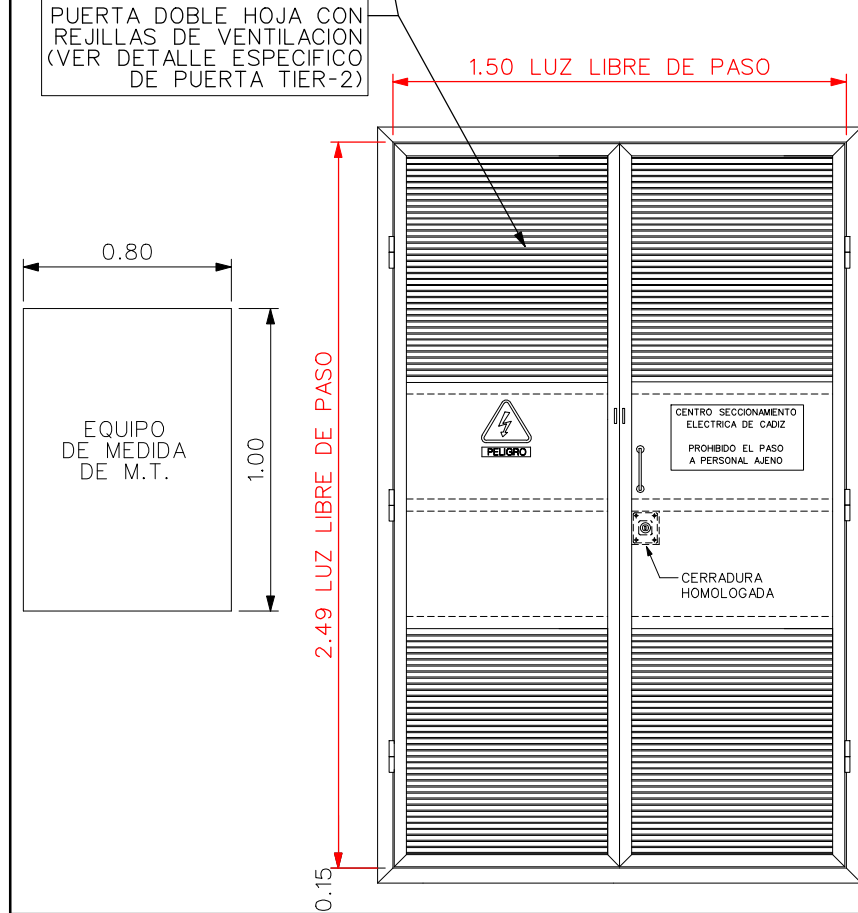 PUERTA DOBLE HOJA CON
REJILLAS DE VENTILACION
(VER DETALLE ESPECIFICO
DE PUERTA TIER-2)
1.50 LUZ LIBRE DE PASO
0.80
EQUIPO
DE MEDIDA
DE M.T.
1.00
2.49 LUZ LIBRE DE PASO
PELIGRO
CENTRO SECCIONAMIENTO
ELECTRICA DE CADIZ
PROHIBIDO EL PASO
A PERSONAL AJENO
CERRADURA
HOMOLOGADA
0.15